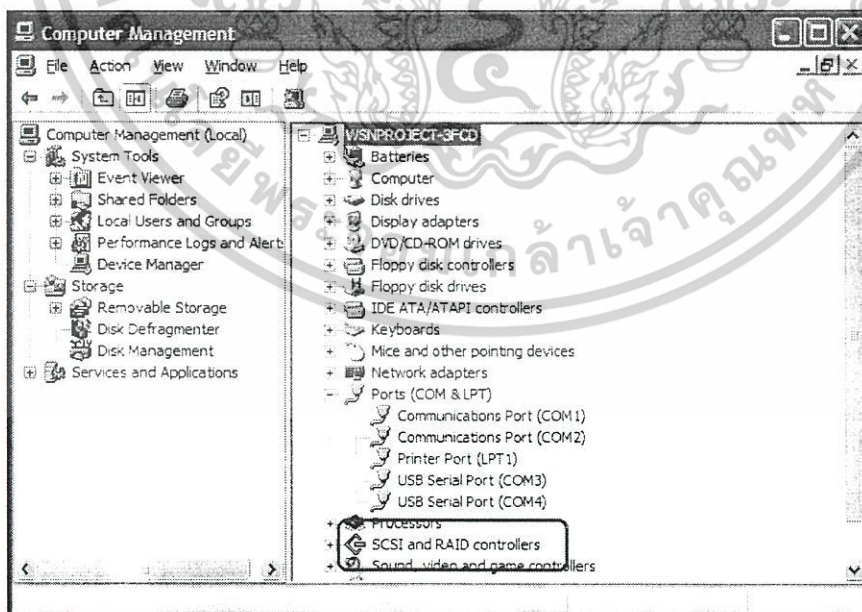 Computer Management
File Action View Window Help
Computer Management (Local)
System Tools
Event Viewer
Shared Folders
Local Users and Groups
Performance Logs and Alert
Device Manager
Storage
Removable Storage
Disk Defragmenter
Disk Management
Services and Applications
WSNPROJECT-3FCD
Batteries
Computer
Disk drives
Display adapters
DVD/CD-ROM drives
Floppy disk controllers
Floppy disk drives
IDE ATA/ATAPI controllers
Keyboards
Mice and other pointing devices
Network adapters
Ports (COM & LPT)
Communications Port (COM1)
Communications Port (COM2)
Printer Port (LPT1)
USB Serial Port (COM3)
USB Serial Port (COM4)
Processors
SCSI and RAID controllers
Sound, video and game controllers